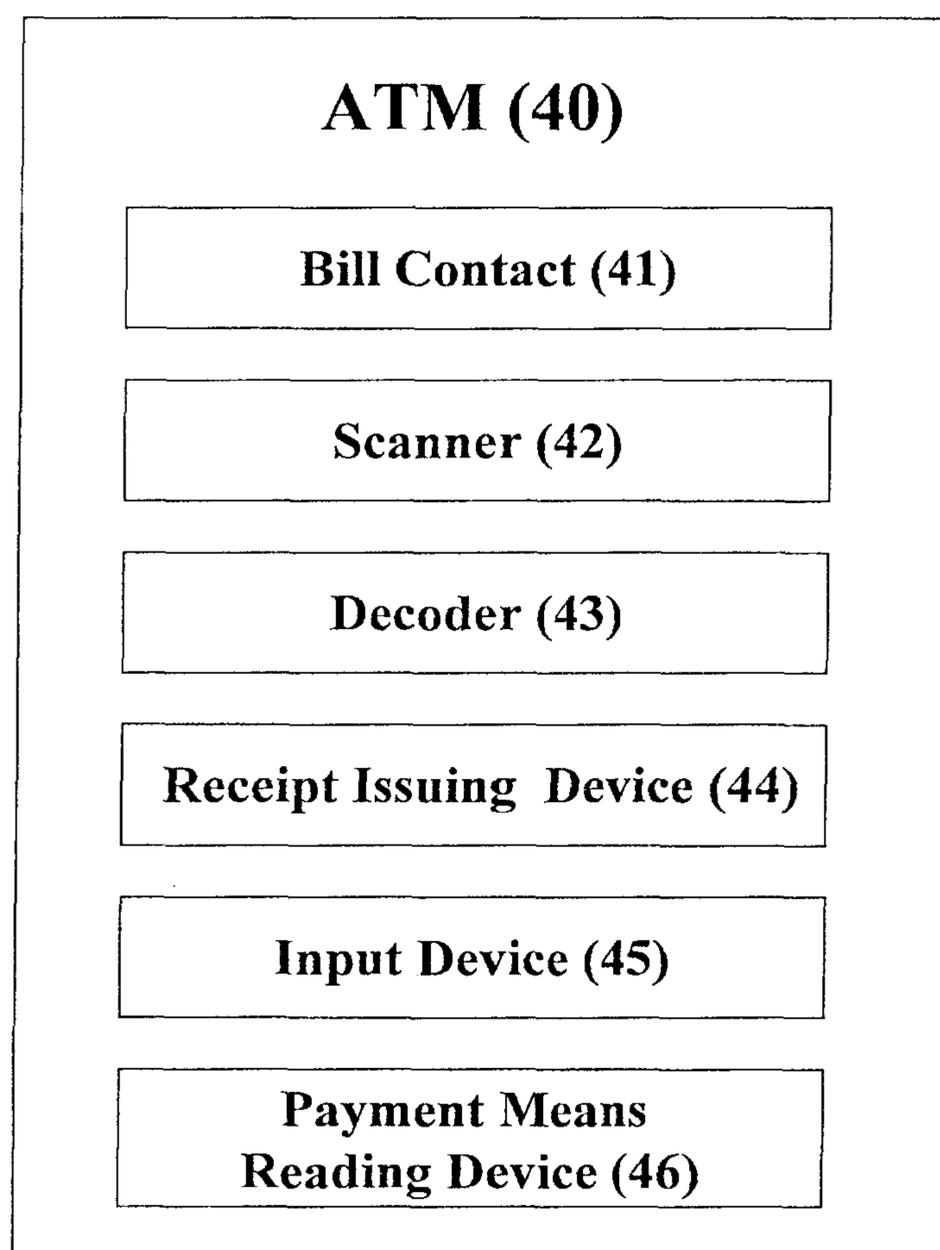 ATM (40)
Bill Contact (41)
Scanner (42)
Decoder (43)
Receipt Issuing Device (44)
Input Device (45)
Payment Means
Reading Device (46)